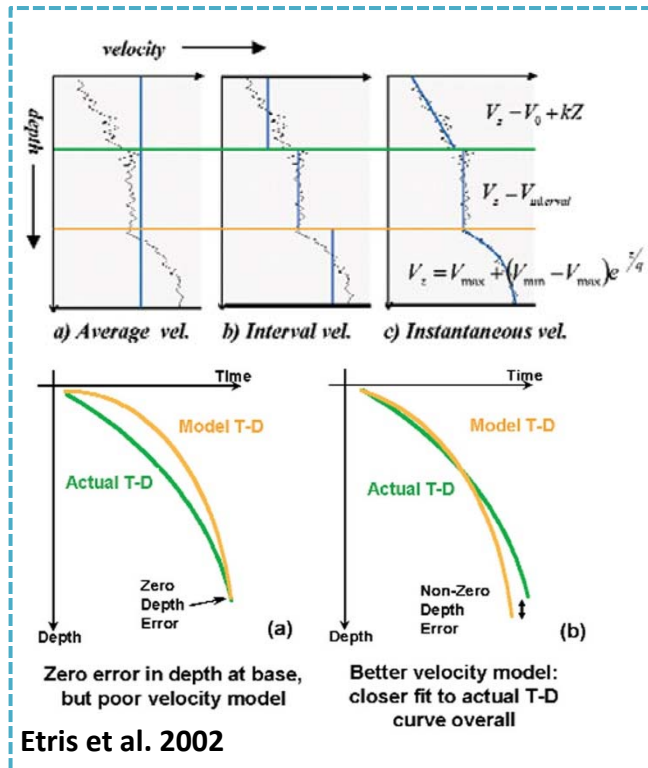 velocity
depth
V_z – V_0 + kZ
V_z – V_interval
V_z = V_max + (V_min – V_max)e^z/q
a) Average vel.
b) Interval vel.
c) Instantaneous vel.
Time
Model T-D
Actual T-D
Zero
Depth
Error
(a)
Depth
Zero error in depth at base,
but poor velocity model
Time
Model T-D
Actual T-D
Non-Zero
Depth
Error
(b)
Depth
Better velocity model:
closer fit to actual T-D
curve overall
Etris et al. 2002